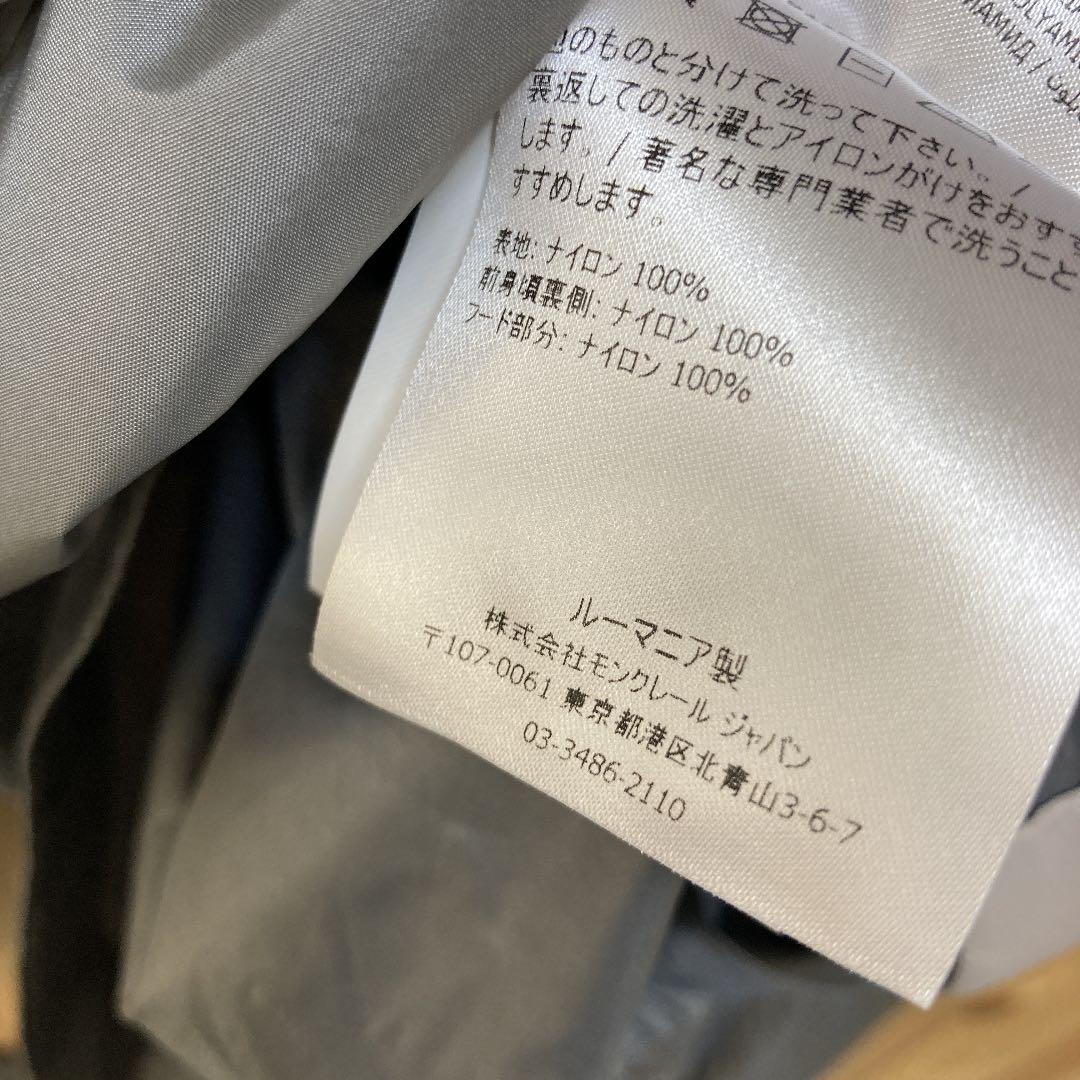 OLYAMI
のものと分けて洗って下さい。/
裏返しての洗濯とアイロンがけをおすす
します。/ 著名な専門業者で洗うこと
すすめします。
表地: ナイロン 100%
前身頃裏側: ナイロン 100%
フード部分: ナイロン 100%
ルーマニア製
株式会社モンクレール ジャパン
〒107-0061 東京都港区北青山3-6-7
03-3486-2110